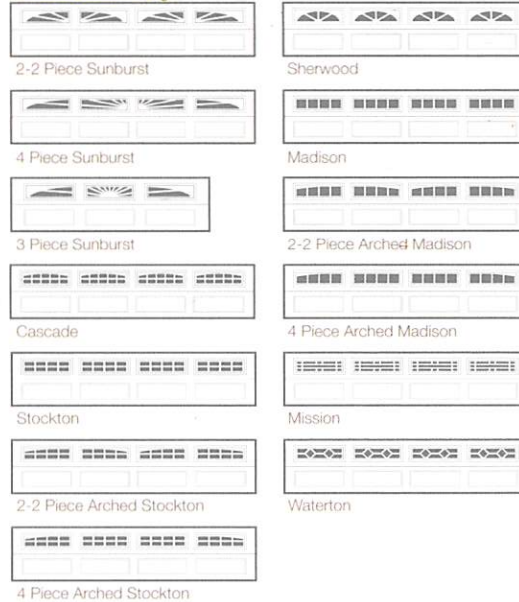 2-2 Piece Sunburst
4 Piece Sunburst
3 Piece Sunburst
Cascade
Stockton
2-2 Piece Arched Stockton
4 Piece Arched Stockton
Sherwood
Madison
2-2 Piece Arched Madison
4 Piece Arched Madison
Mission
Waterton